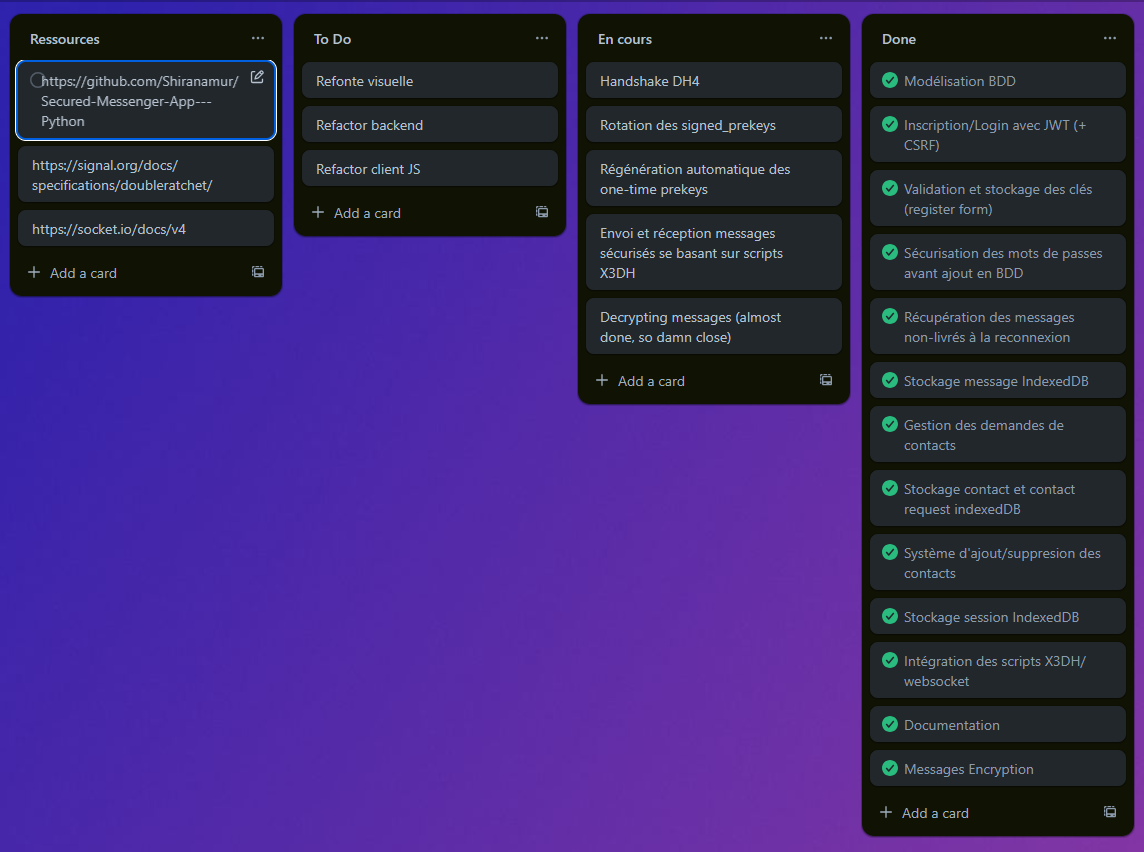 Ressources
https://github.com/Shiranamur/
Secured-Messenger-App---
Python
https://signal.org/docs/
specifications/doubleratchet/
https://socket.io/docs/v4
Add a card
To Do
Refonte visuelle
Refactor backend
Refactor client JS
Add a card
En cours
Handshake DH4
Rotation des signed_prekeys
Régénération automatique des
one-time prekeys
Envoi et réception messages
sécurisés se basant sur scripts
X3DH
Decrypting messages (almost
done, so damn close)
Add a card
Done
Modélisation BDD
Inscription/Login avec JWT (+
CSRF)
Validation et stockage des clés
(register form)
Sécurisation des mots de passes
avant ajout en BDD
Récupération des messages
non-livrés à la reconnexion
Stockage message IndexedDB
Gestion des demandes de
contacts
Stockage contact et contact
request indexedDB
Système d'ajout/suppresion des
contacts
Stockage session IndexedDB
Intégration des scripts X3DH/
websocket
Documentation
Messages Encryption
Add a card